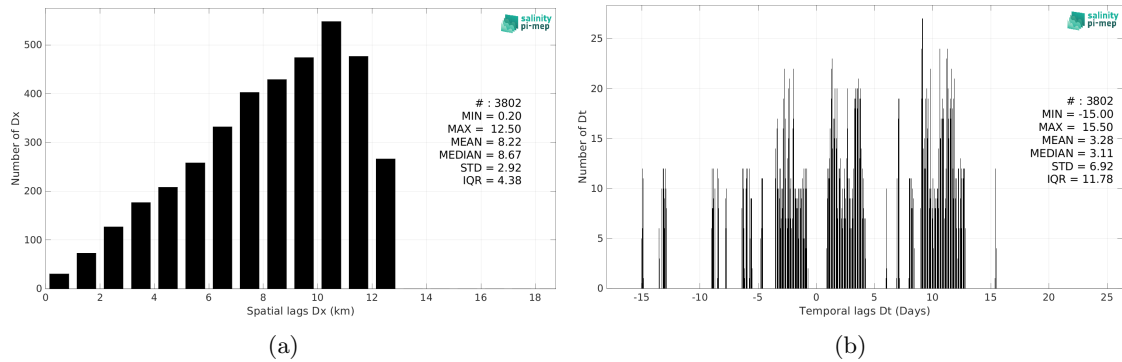 salinity
pi-mep
Number of Dx
500
400
300
200
100
0
# : 3802
MIN = 0.20
MAX = 12.50
MEAN = 8.22
MEDIAN = 8.67
STD = 2.92
IQR = 4.38
0 2 4 6 8 10 12 14 16 18
Spatial lags Dx (km)
(a)
salinity
pi-mep
Number of Dt
25
20
15
10
5
0
# : 3802
MIN = -15.00
MAX = 15.50
MEAN = 3.28
MEDIAN = 3.11
STD = 6.92
IQR = 11.78
-15 -10 -5 0 5 10 15 20 25
Temporal lags Dt (Days)
(b)